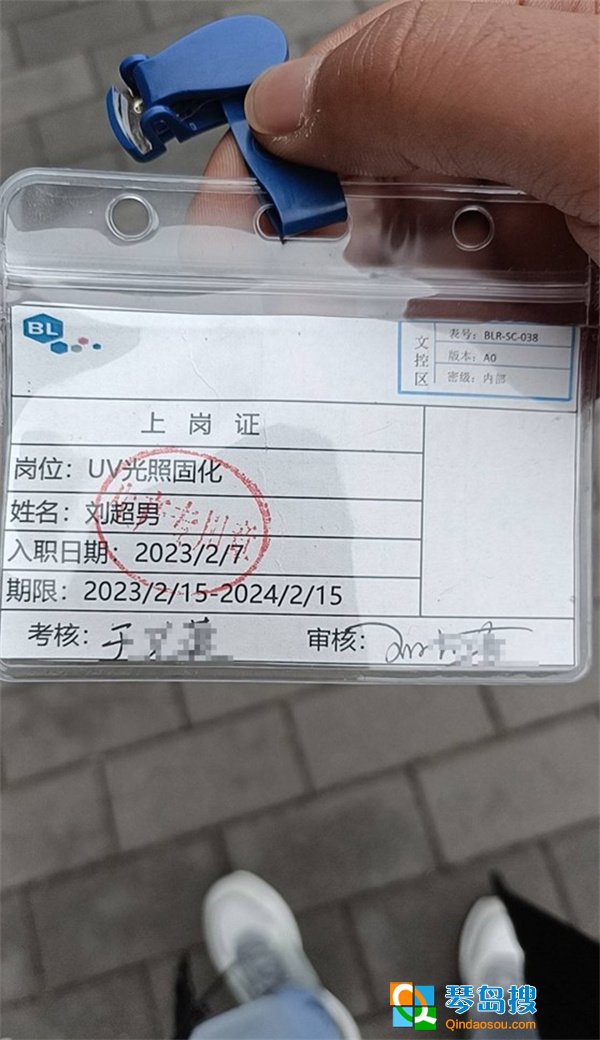 BL
文控区
表号：BLR-SC-038
版本：A0
密级：内部
上岗证
岗位：UV光照固化
姓名：刘超男
入职日期：2023/2/7
期限：2023/2/15-2024/2/15
考核：
审核：
琴岛搜
Qindaosou.com